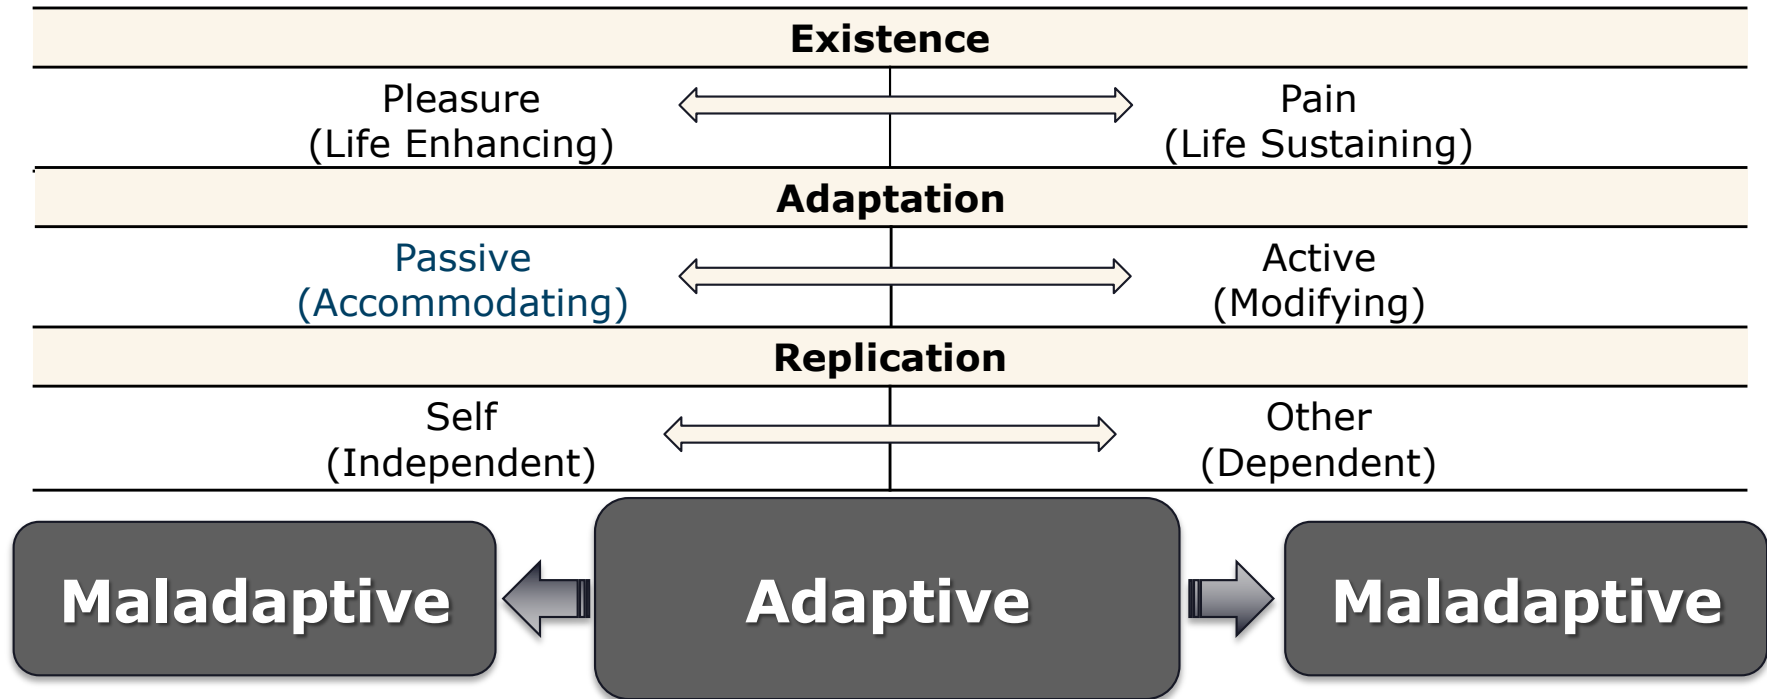 Existence
Pleasure
(Life Enhancing)
Pain
(Life Sustaining)
Adaptation
Passive
(Accommodating)
Active
(Modifying)
Replication
Self
(Independent)
Other
(Dependent)
Maladaptive
Adaptive
Maladaptive